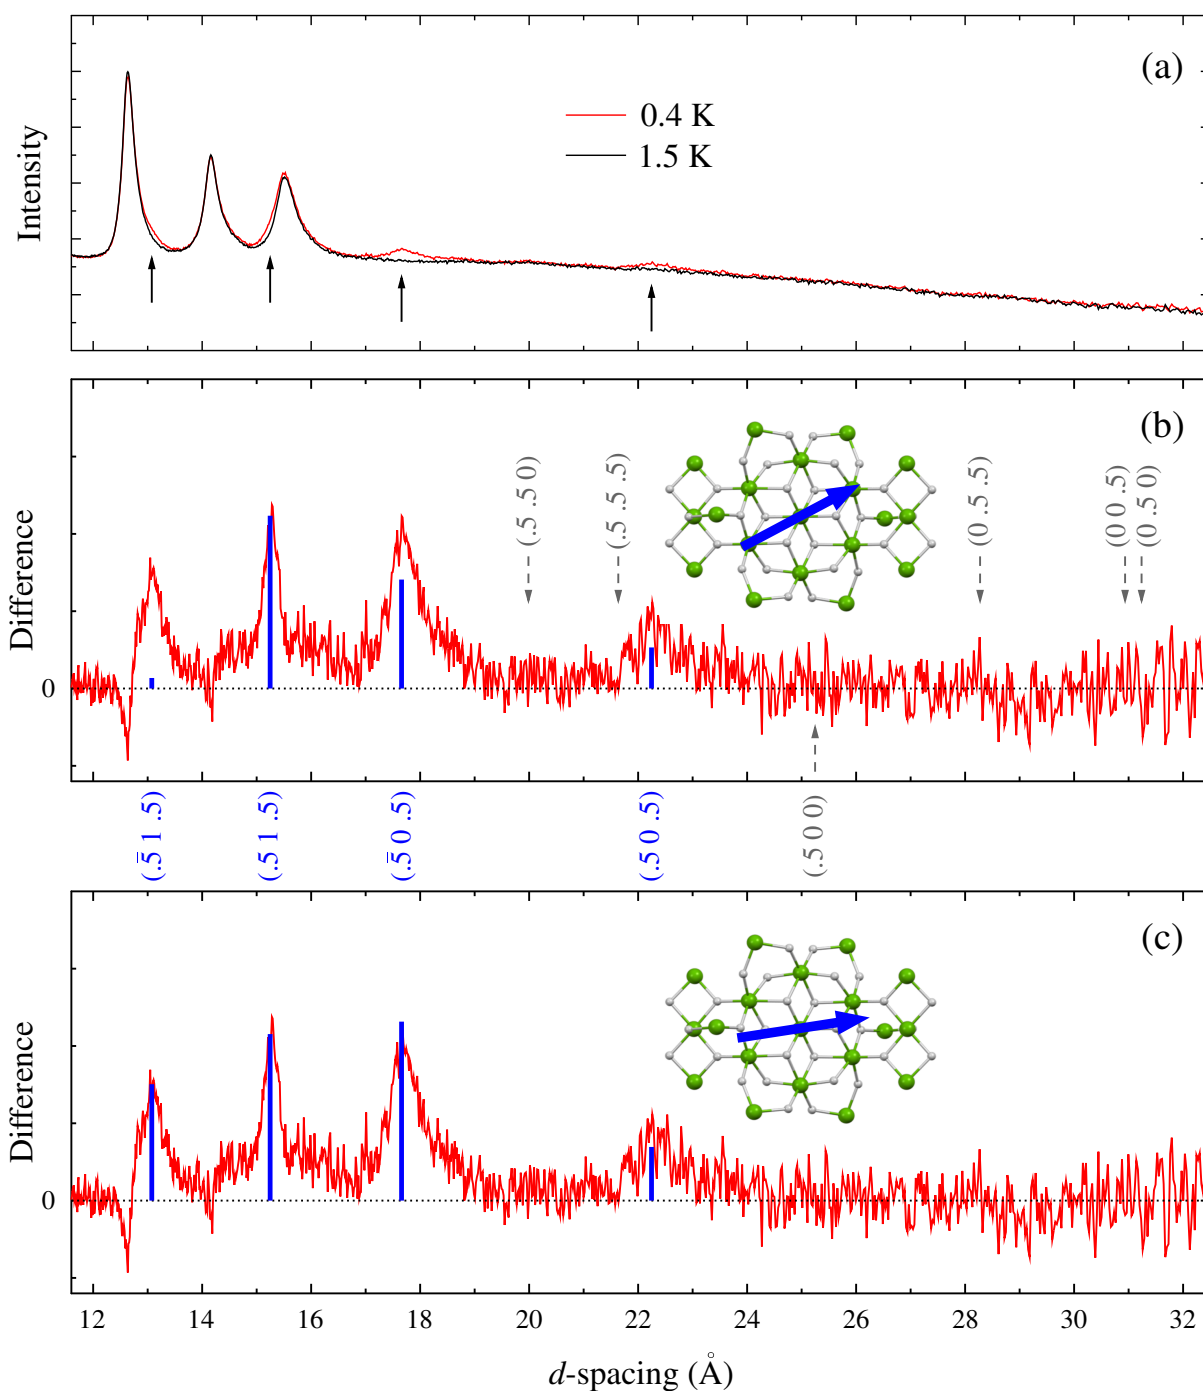 (a)
Intensity
0.4 K
1.5 K
(b)
Difference
0
(.5 .5 0)
(.5 .5 .5)
(0 .5 .5)
(0 0 .5)
(0 .5 0)
(.5̄ 1 .5)
(.5 1 .5)
(.5̄ 0 .5)
(.5 0 .5)
(.5 0 0)
(c)
Difference
0
12 14 16 18 20 22 24 26 28 30 32
d-spacing (Å)